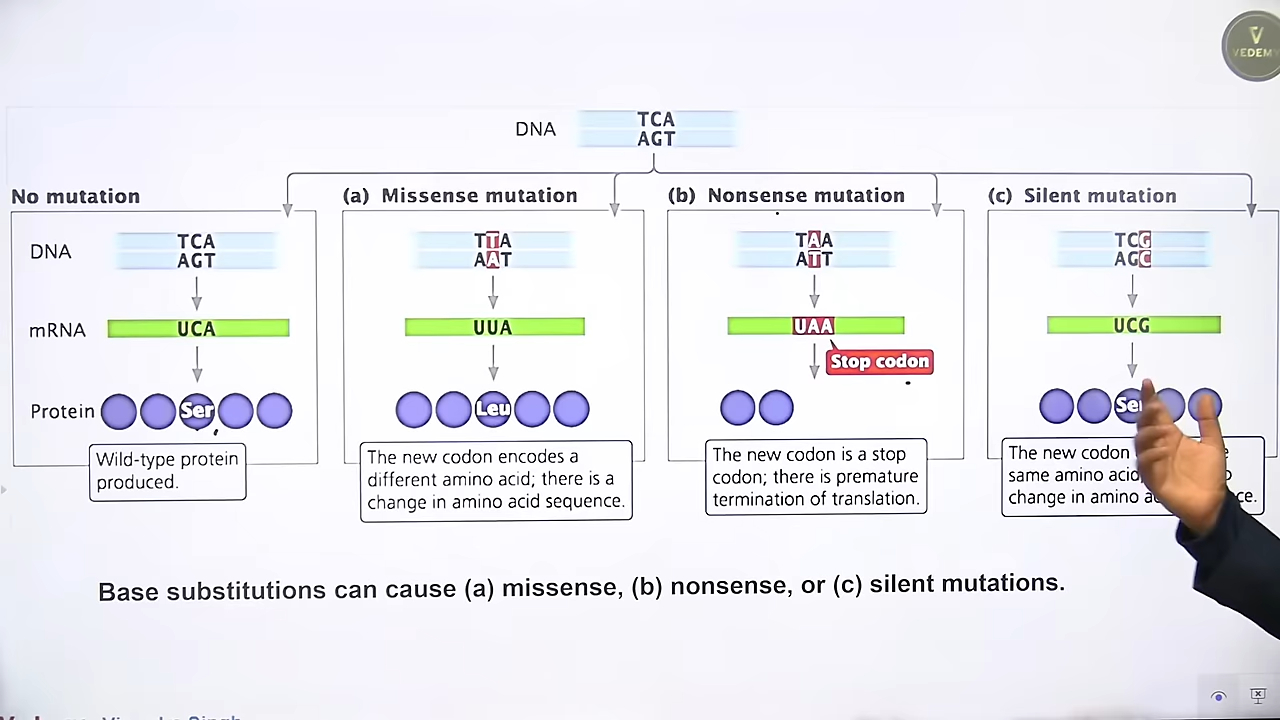 VEDEMY
DNA
TCA
AGT
No mutation
DNA
TCA
AGT
mRNA
UCA
Protein
Ser
Wild-type protein
produced.
(a) Missense mutation
TTA
AAT
UUA
Leu
The new codon encodes a
different amino acid; there is a
change in amino acid sequence.
(b) Nonsense mutation
TAA
ATT
UAA
Stop codon
The new codon is a stop
codon; there is premature
termination of translation.
(c) Silent mutation
TCG
AGC
UCG
Ser
The new codon
same amino acid;
change in amino
Base substitutions can cause (a) missense, (b) nonsense, or (c) silent mutations.